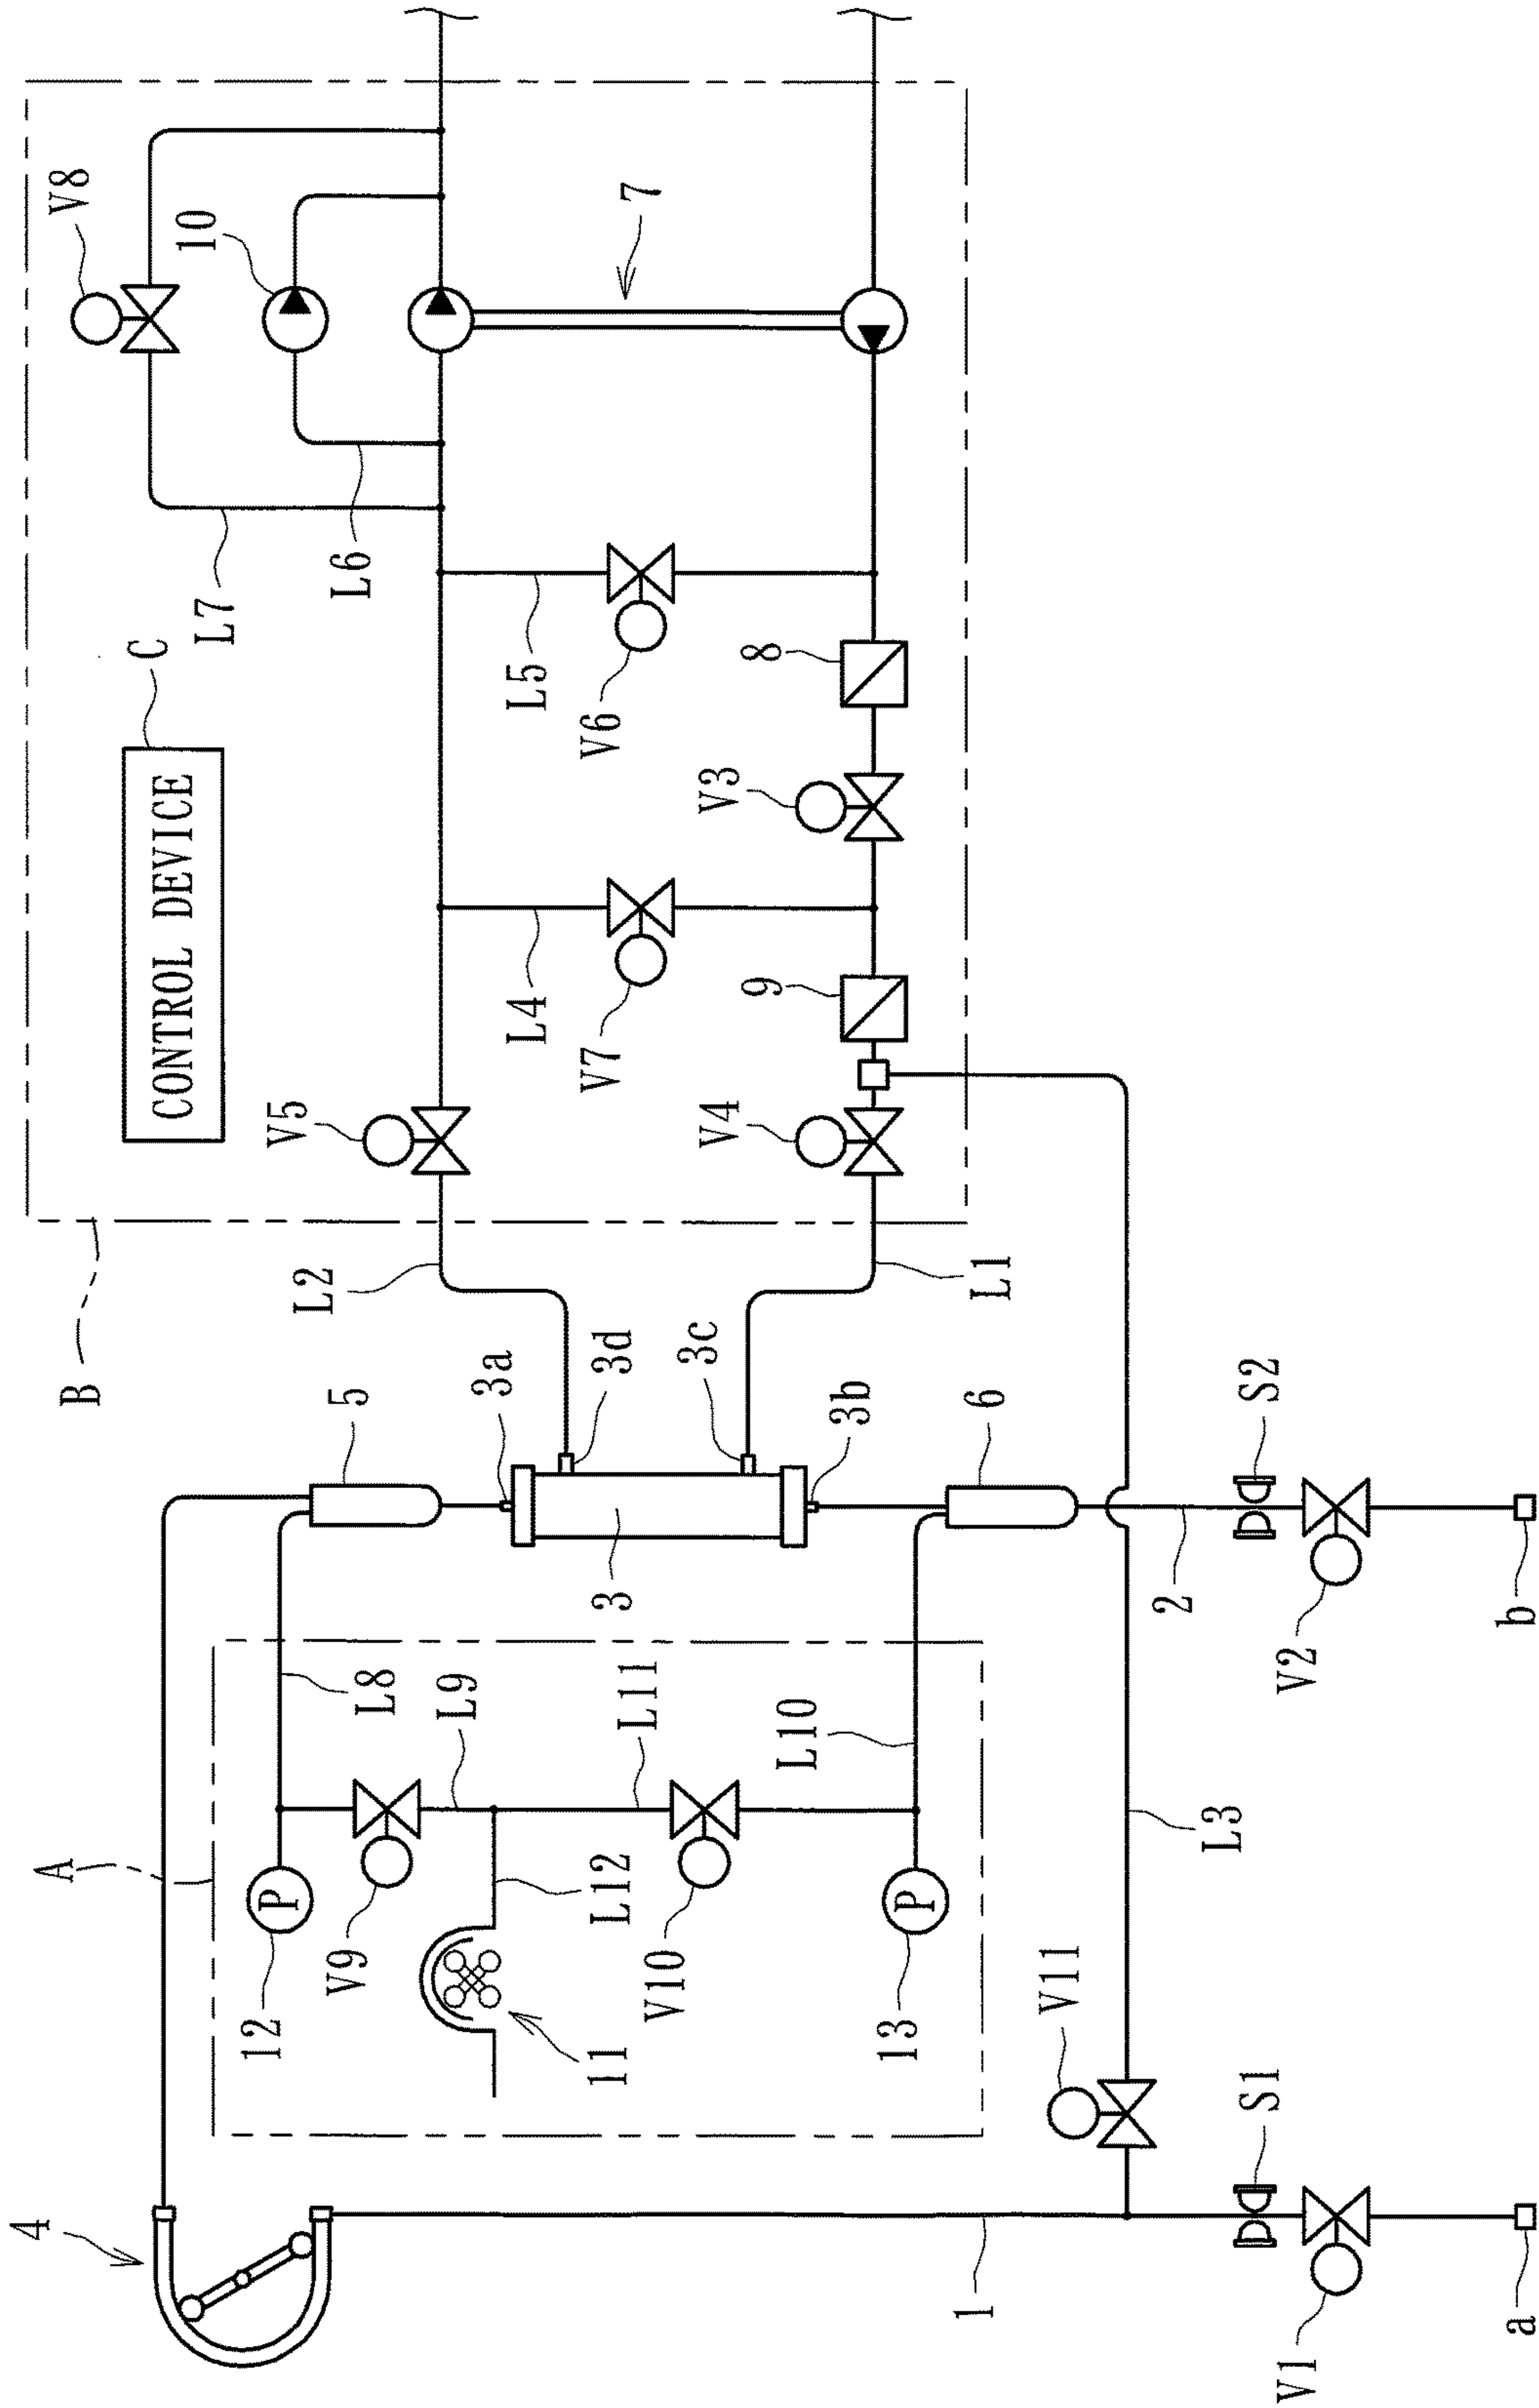 4
A
B
V8
C
CONTROL DEVICE
10
L7
12
P
V9
L8
5
L2
V5
L6
L9
3a
L4
L5
11
L12
L11
3
3d
V7
V6
7
V10
3c
V4
9
V3
8
L10
3b
13
P
6
L1
1
V11
L3
2
S1
S2
V1
V2
a
b